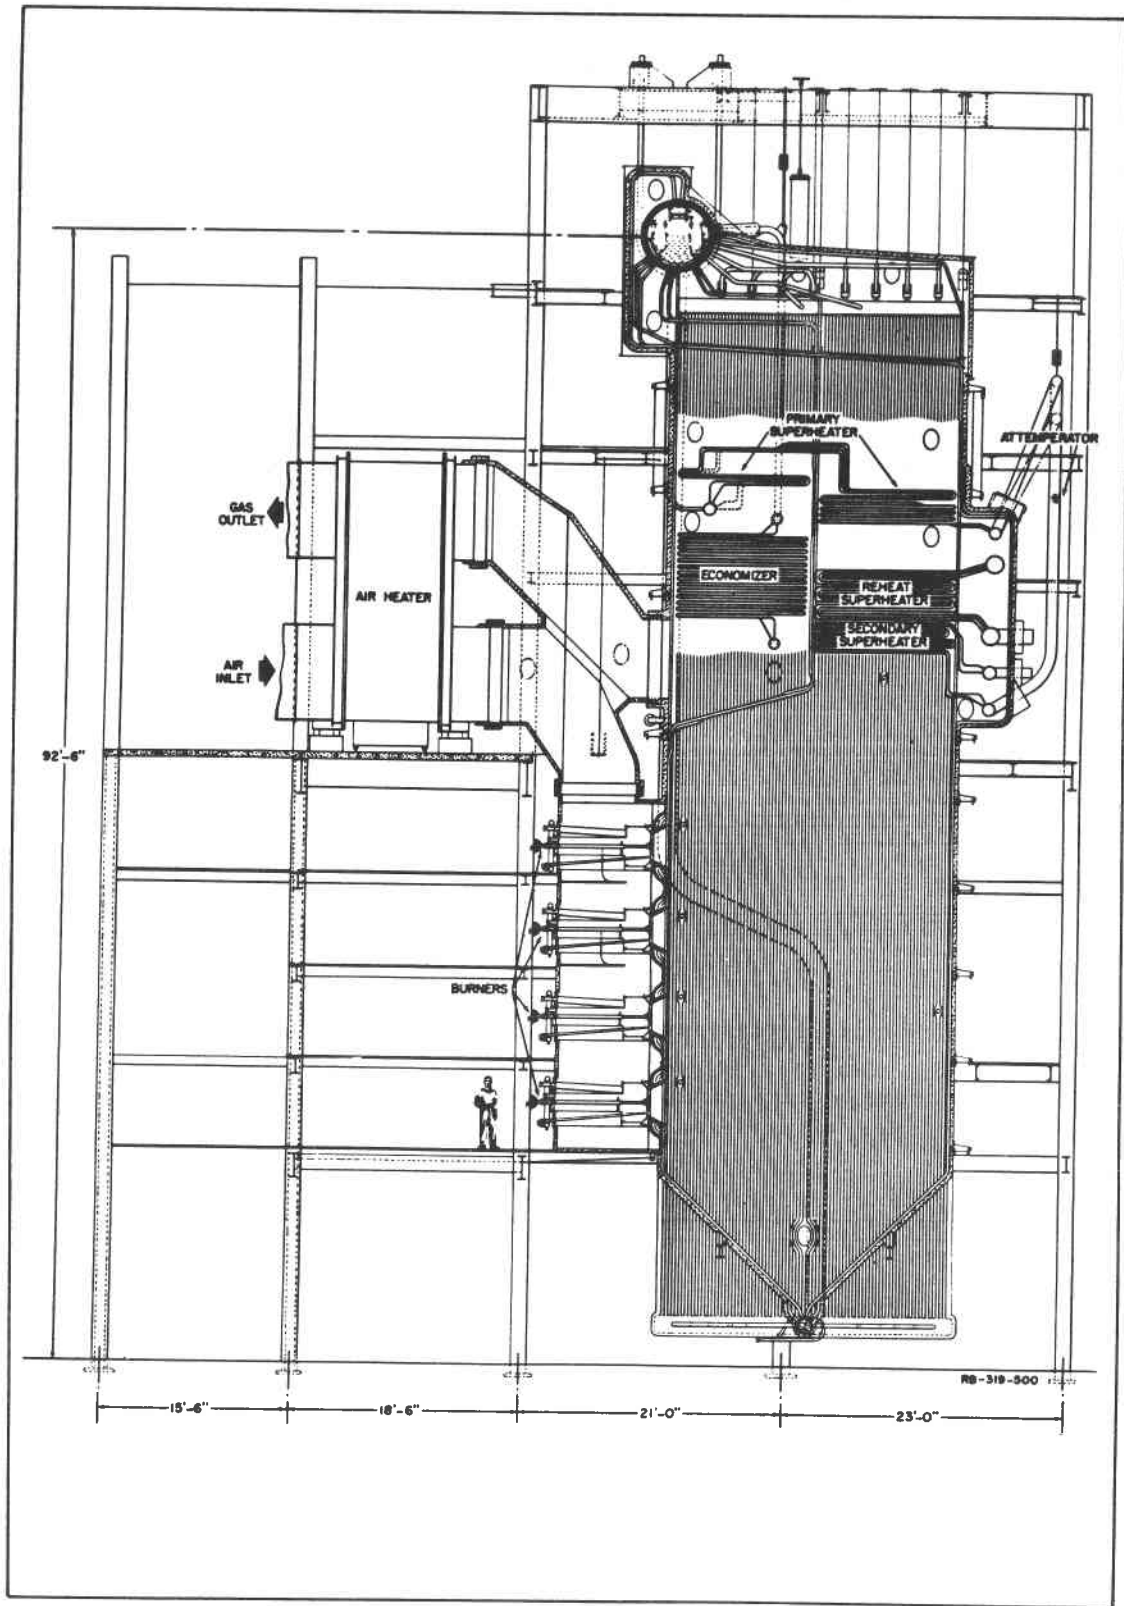 PRIMARY
SUPERHEATER
ATTEMPERATOR
GAS
OUTLET
ECONOMIZER
AIR HEATER
REHEAT
SUPERHEATER
SECONDARY
SUPERHEATER
AIR
INLET
92'-6"
BURNERS
RB-319-500
15'-6"
18'-6"
21'-0"
23'-0"